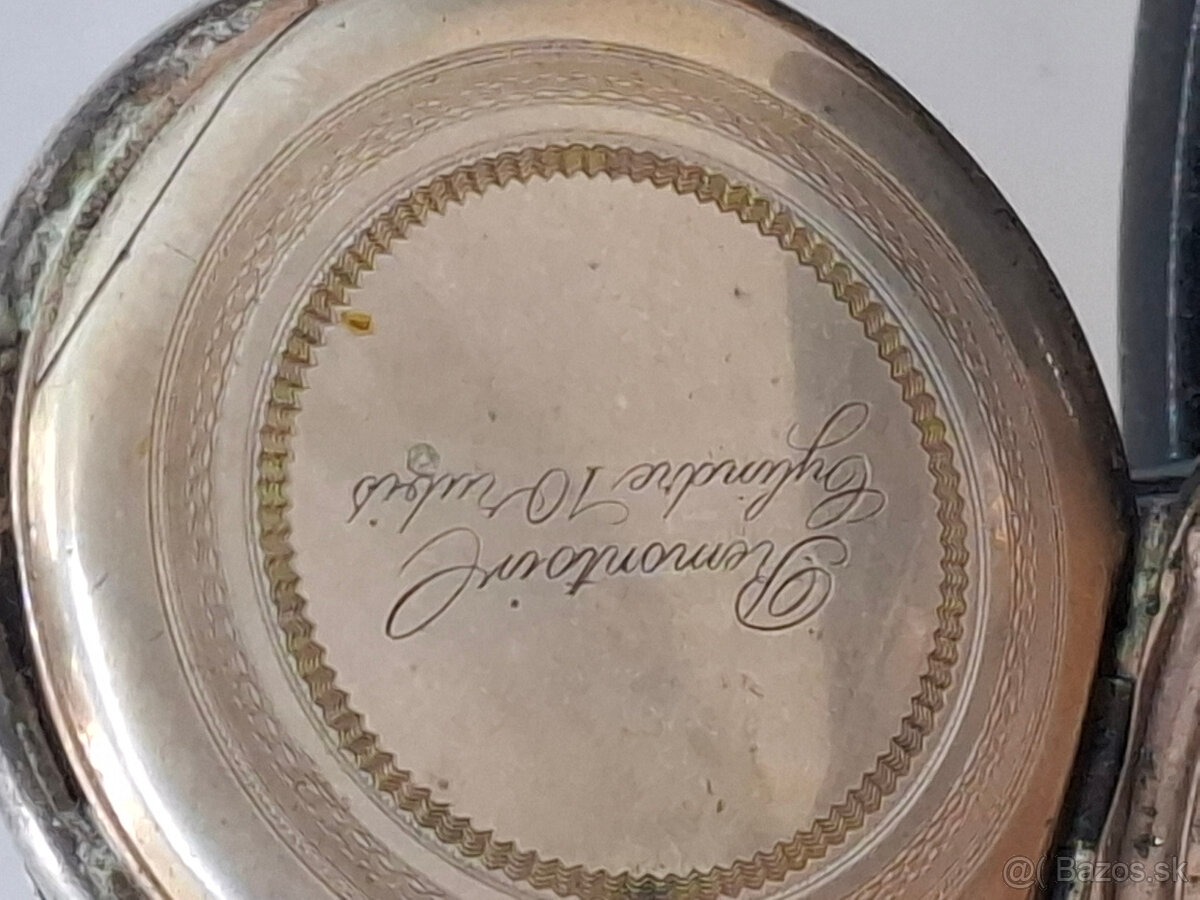 Remontoir
Cylindre 10 rubis
@( Bazos.sk